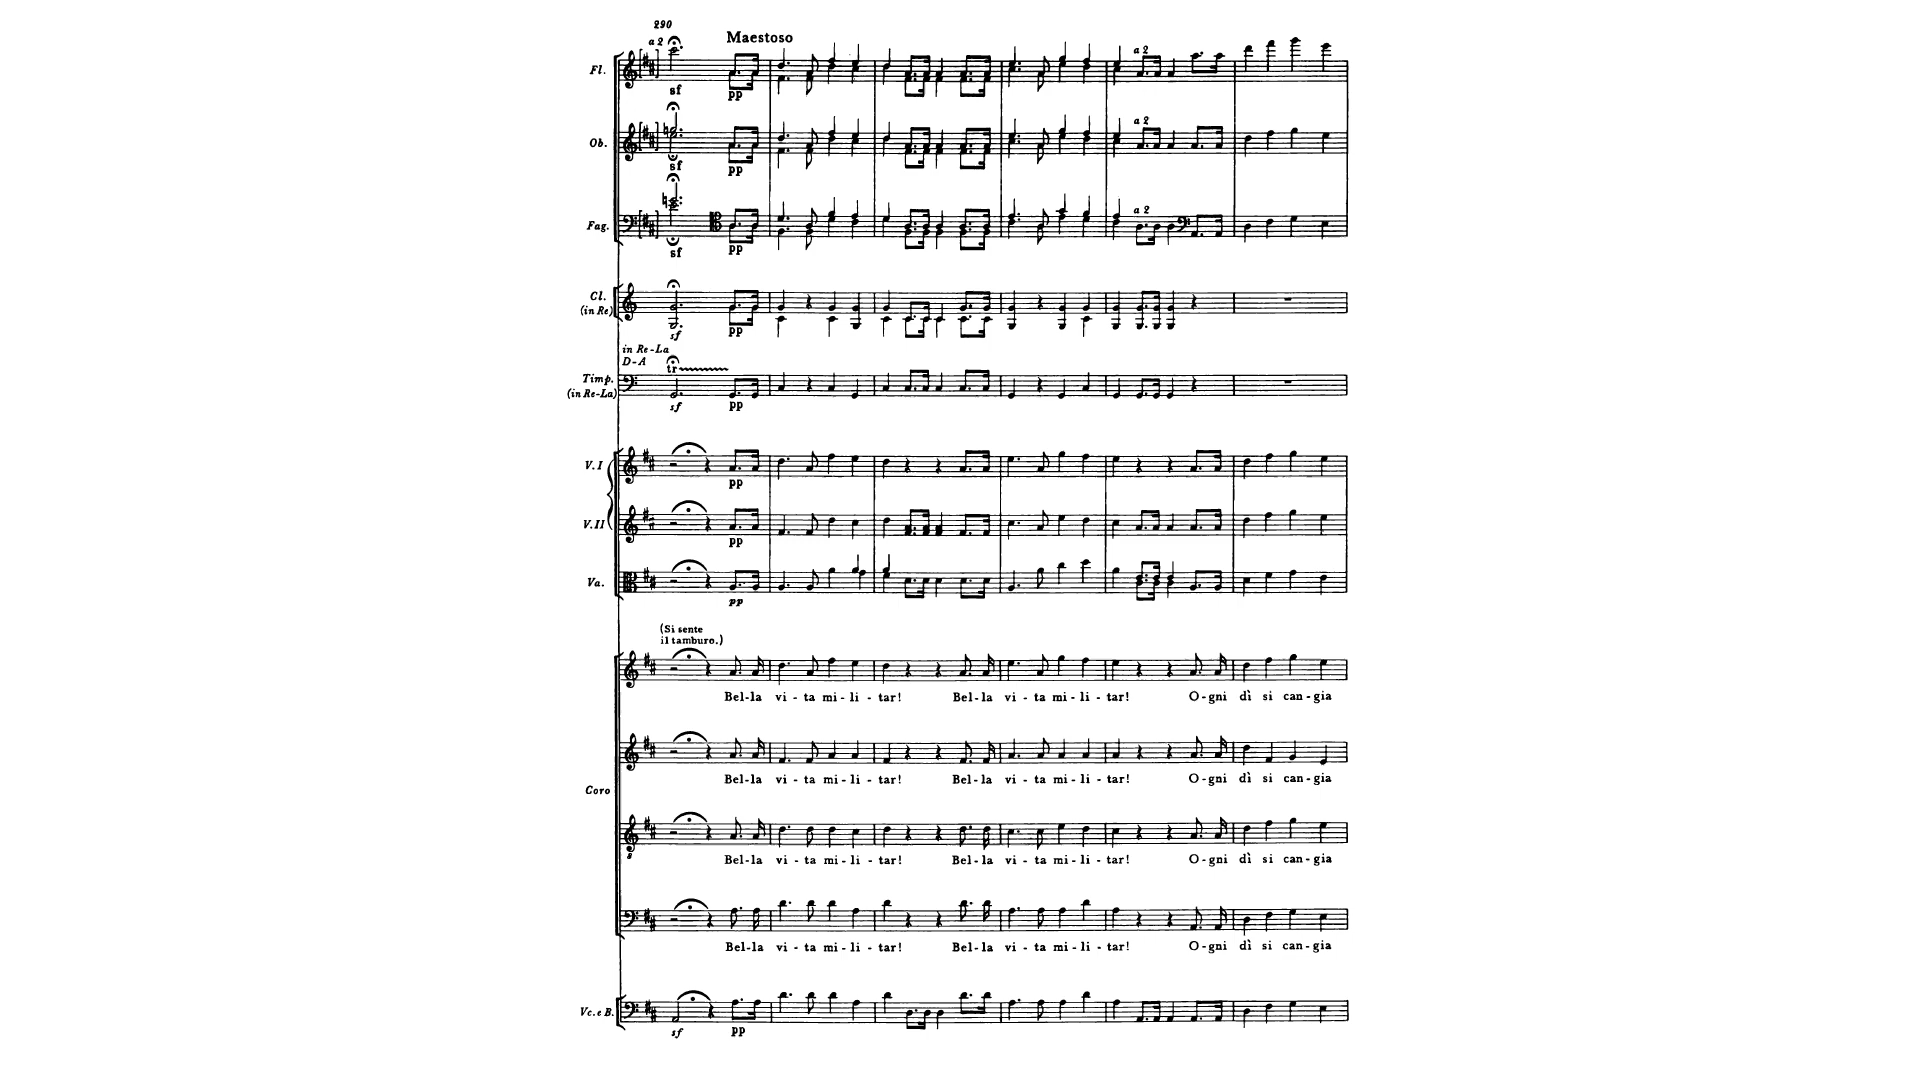 290
a 2 Maestoso
Fl. a 2
sf pp
a 2
Ob.
sf pp
a 2
Fag.
sf pp
Cl.
(in Re)
sf pp
in Re-La
D-A
tr
Timp.
(in Re-La)
sf pp
V. I
pp
V. II
pp
Va.
pp
(Si sente
il tamburo.)
Bel-la vi - ta mi - li - tar! Bel-la vi - ta mi - li - tar! O-gni dì si can-gia
Bel-la vi - ta mi - li - tar! Bel-la vi - ta mi - li - tar! O-gni dì si can-gia
Coro
8
Bel-la vi - ta mi - li - tar! Bel-la vi - ta mi - li - tar! O-gni dì si can-gia
Bel-la vi - ta mi - li - tar! Bel-la vi - ta mi - li - tar! O-gni dì si can-gia
Vc. e B.
sf pp